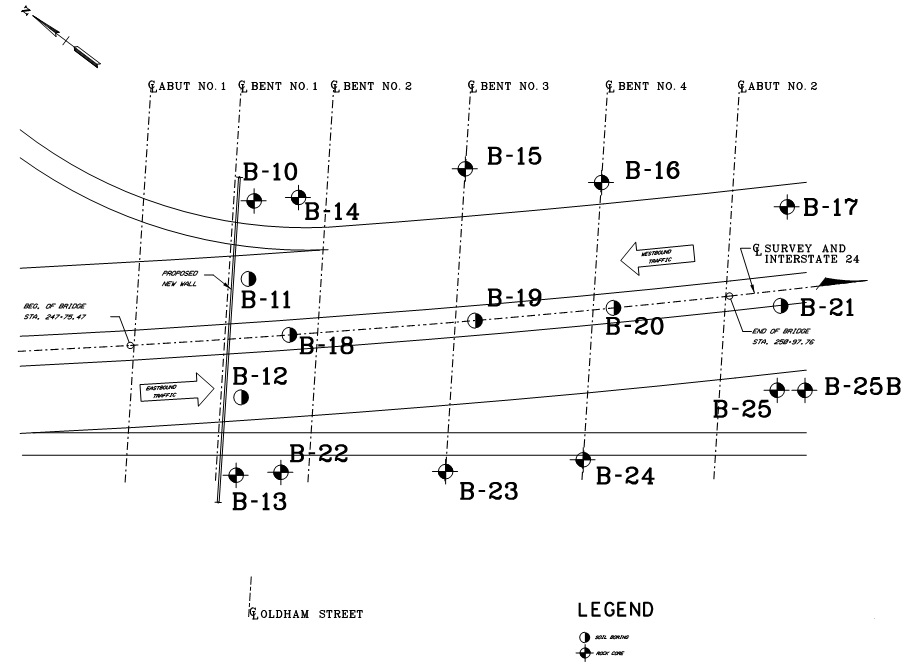 N
℄ ABUT NO. 1
℄ BENT NO. 1
℄ BENT NO. 2
℄ BENT NO. 3
℄ BENT NO. 4
℄ ABUT NO. 2
B-10
B-14
B-15
B-16
B-17
WESTBOUND
TRAFFIC
℄ SURVEY AND
INTERSTATE 24
PROPOSED
NEW WALL
B-11
BEG. OF BRIDGE
STA. 247+75.47
B-18
B-19
B-20
B-21
END OF BRIDGE
STA. 250+97.76
EASTBOUND
TRAFFIC
B-12
B-25
B-25B
B-22
B-13
B-23
B-24
℄ OLDHAM STREET
LEGEND
SOIL BORING
ROCK CORE